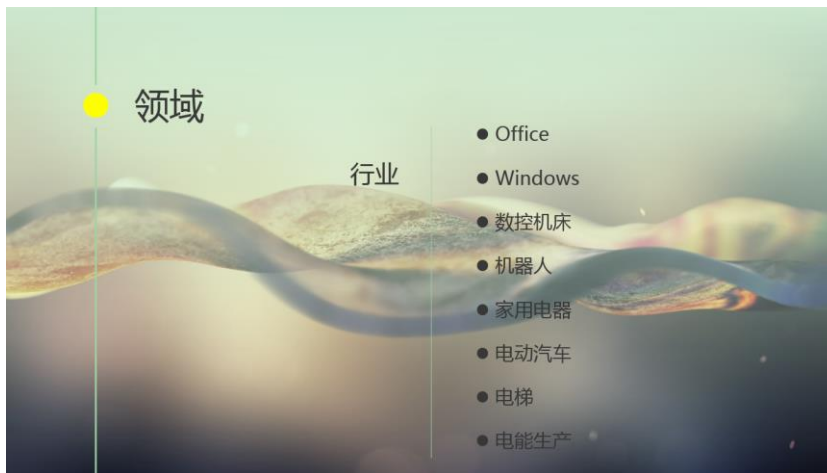 领域
行业
● Office
● Windows
● 数控机床
● 机器人
● 家用电器
● 电动汽车
● 电梯
● 电能生产